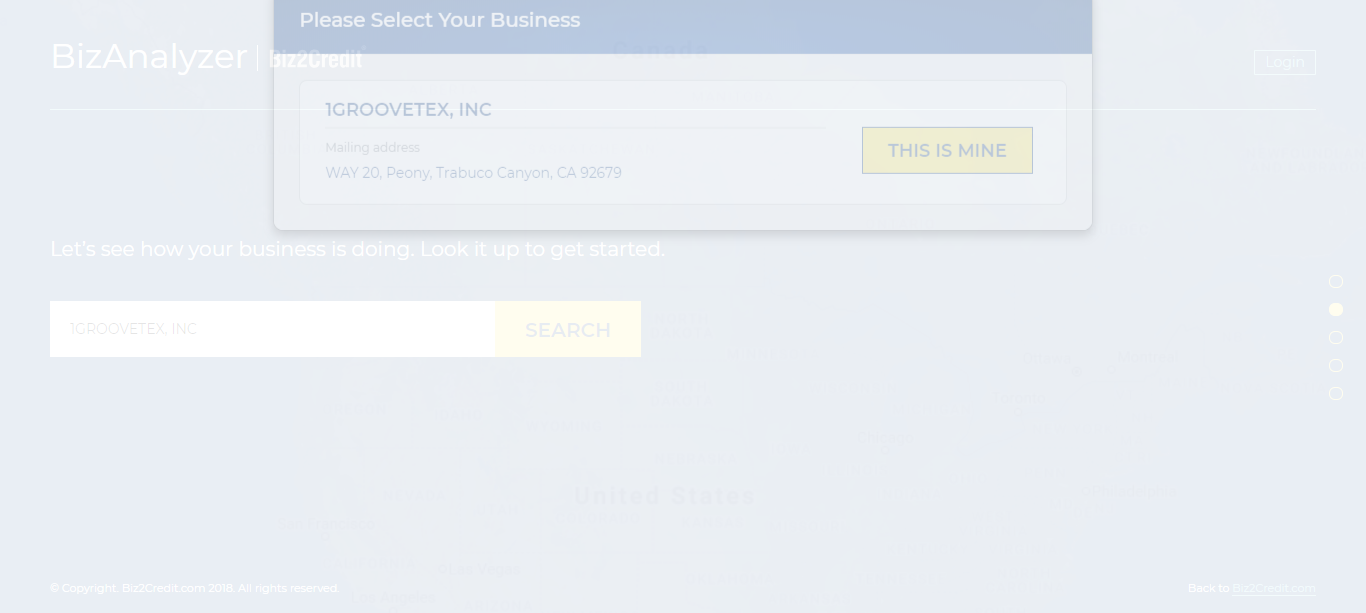 Please Select Your Business
Canada
BizAnalyzer Biz2Credit
Login
1GROOVETEX, INC
Mailing address
WAY 20, Peony, Trabuco Canyon, CA 92679
THIS IS MINE
Let's see how your business is doing. Look it up to get started.
1GROOVETEX, INC
SEARCH
Ottawa
United States
© Copyright. Biz2Credit.com 2018. All rights reserved.
Back to Biz2Credit.com